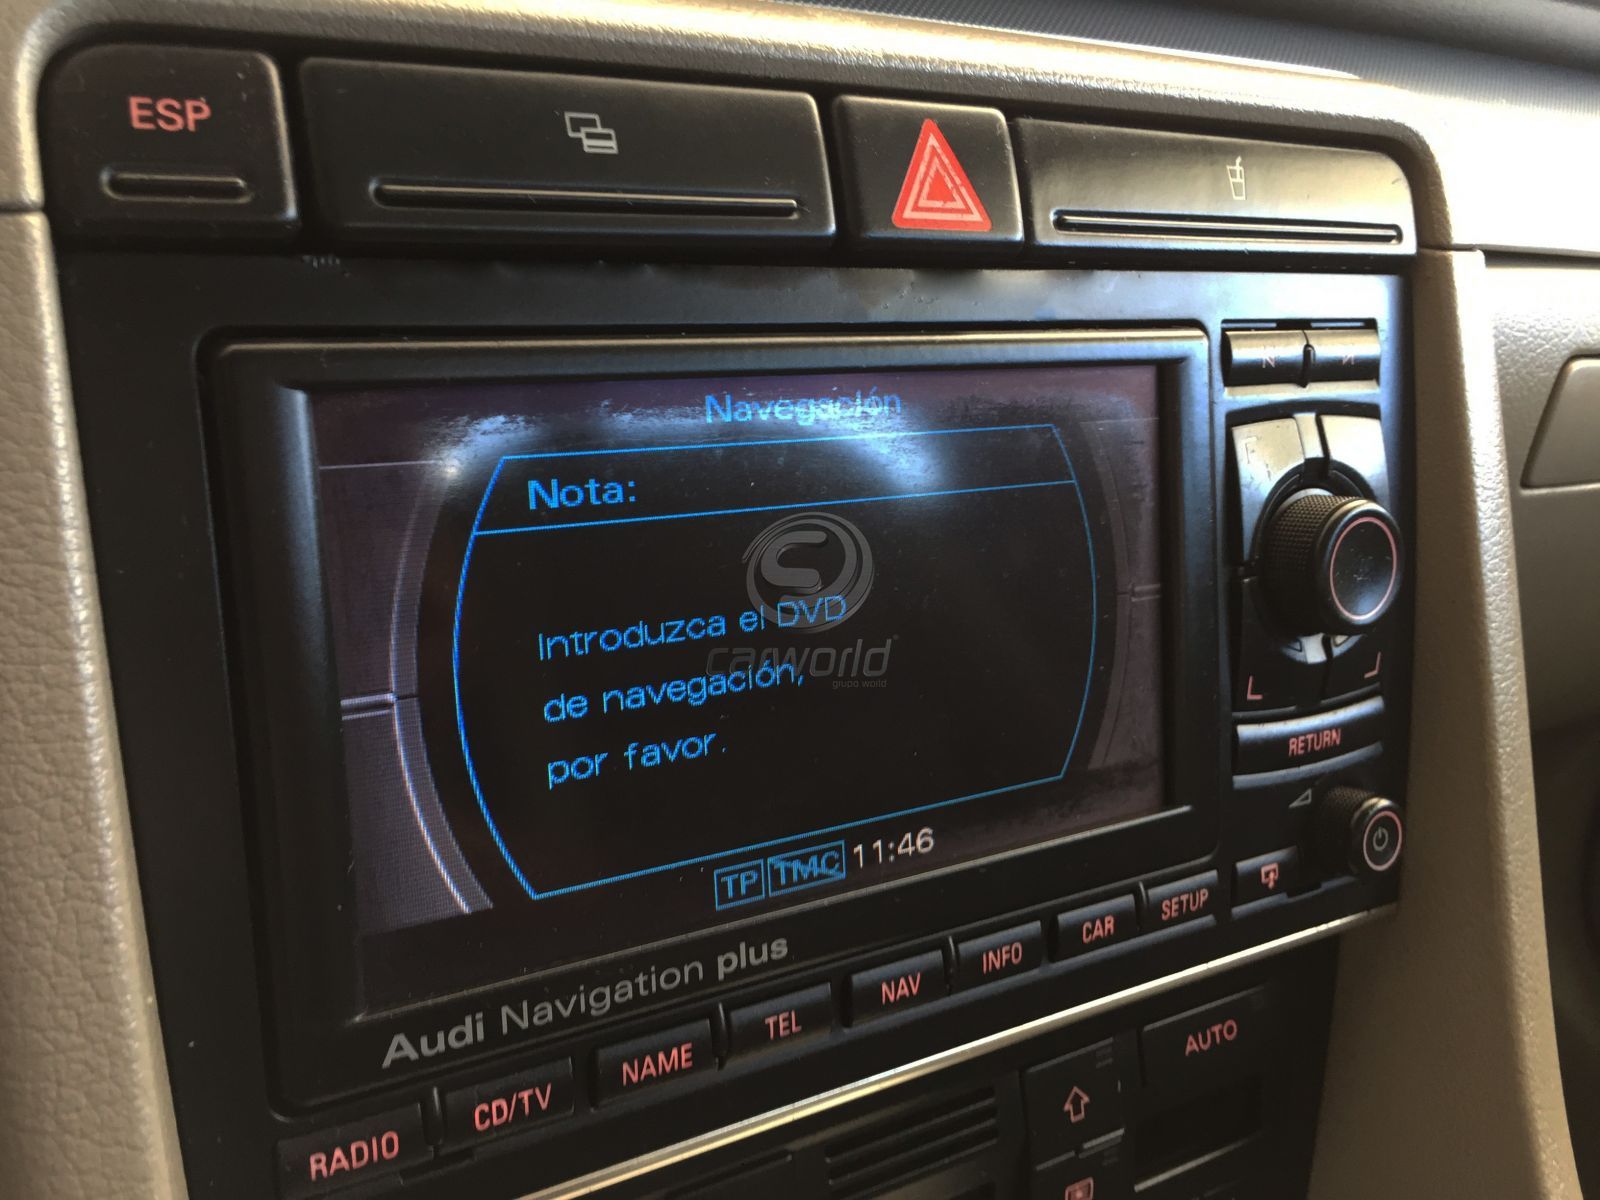 ESP
Navegación
Nota:
Introduzca el DVD
de navegación,
por favor.
carworld
grupo world
TP TMC 11:46
RETURN
Audi Navigation plus
RADIO CD/TV NAME TEL NAV INFO CAR SETUP
AUTO